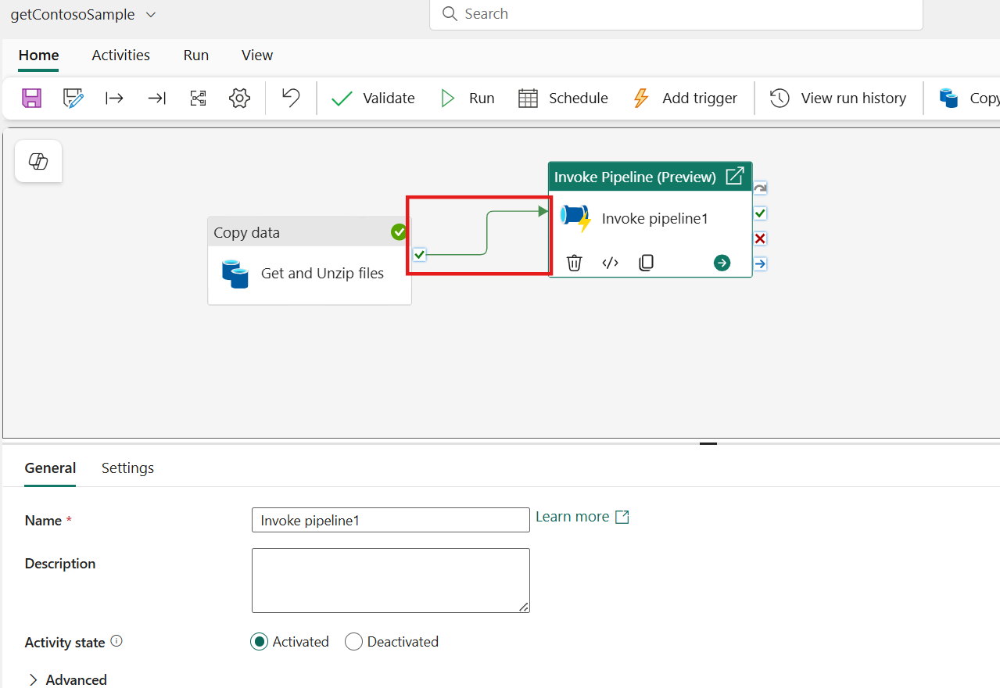 getContosoSample
Search
Home Activities Run View
Validate Run Schedule Add trigger View run history Copy
Invoke Pipeline (Preview)
Invoke pipeline1
Copy data
Get and Unzip files
General Settings
Name * Invoke pipeline1 Learn more
Description
Activity state Activated Deactivated
Advanced